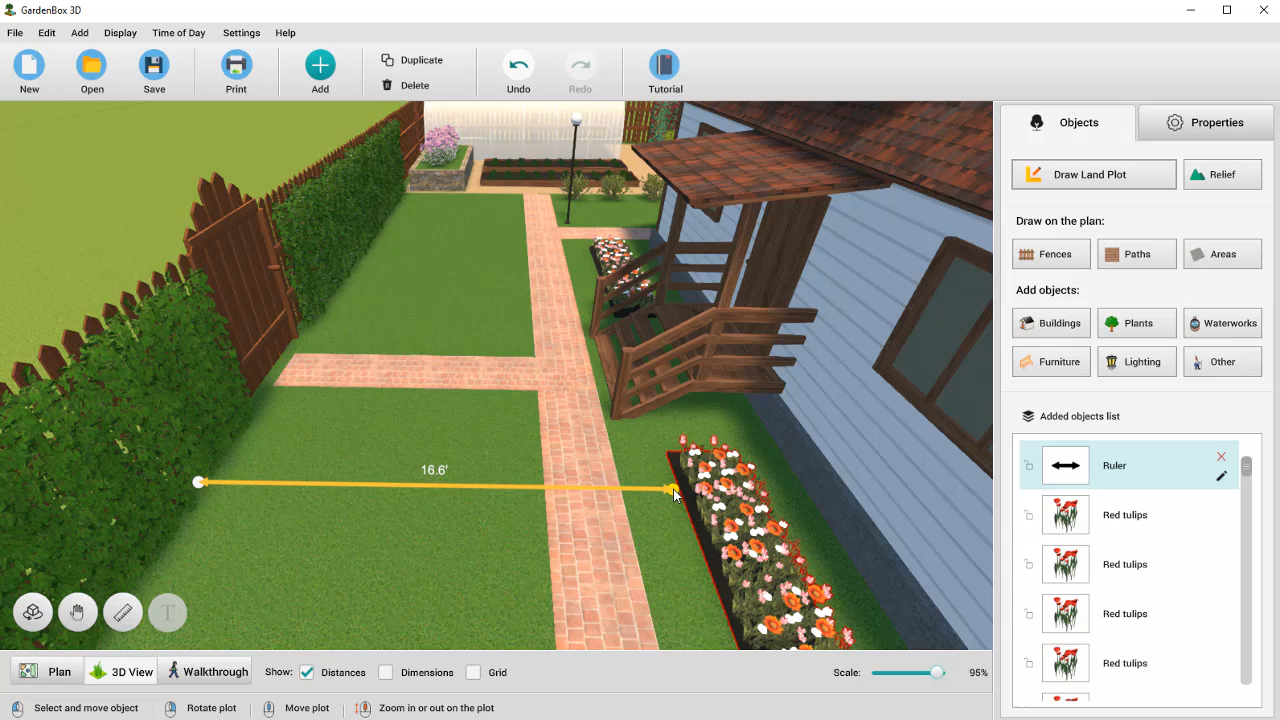 GardenBox 3D
File Edit Add Display Time of Day Settings Help
New Open Save Print Add Duplicate Delete Undo Redo Tutorial
Objects Properties
Draw Land Plot Relief
Draw on the plan:
Fences Paths Areas
Add objects:
Buildings Plants Waterworks
Furniture Lighting Other
Added objects list
Ruler
Red tulips
Red tulips
Red tulips
Red tulips
16.6'
T
Plan 3D View Walkthrough Show: Distances Dimensions Grid Scale: 95%
Select and move object Rotate plot Move plot Zoom in or out on the plot